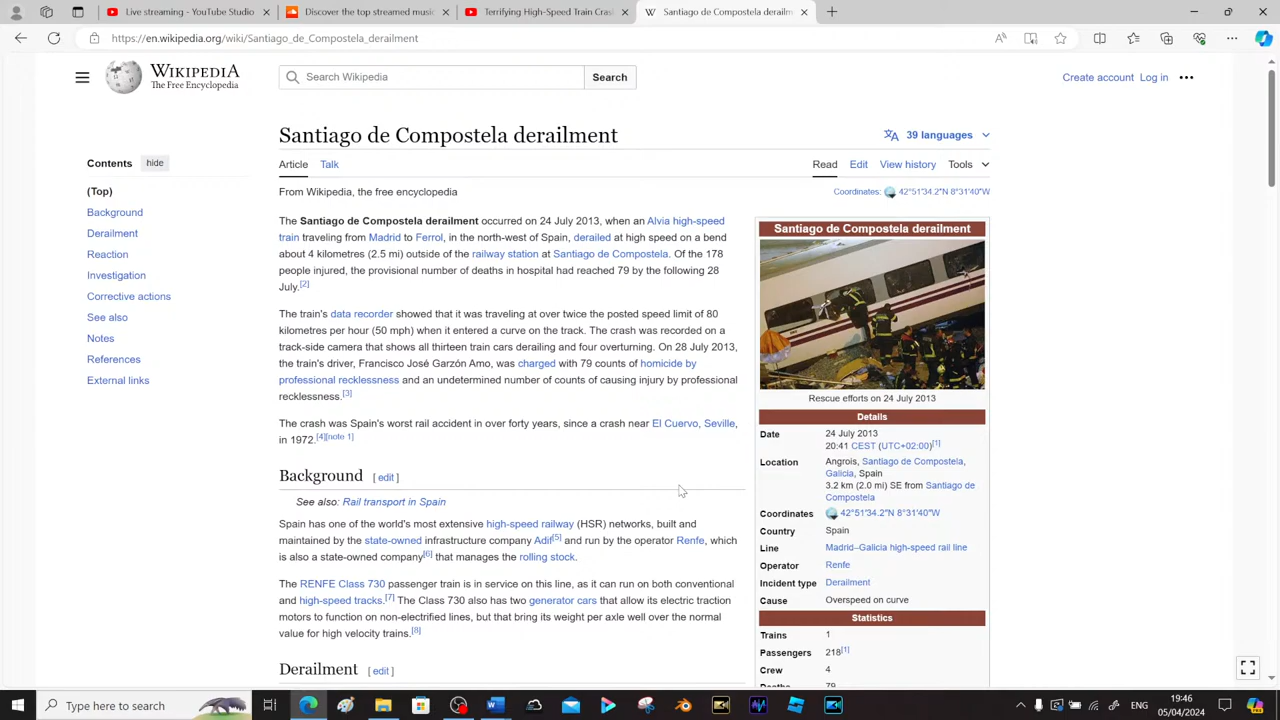 (4) Rising YouTube Studio
Discover the top streamed mus
(4) YouTube
5 Terrifying High-Speed Train Cras
Santiago de Compostela derailme
https://en.wikipedia.org/wiki/Santiago_de_Compostela_derailment
WIKIPEDIA
The Free Encyclopedia
Search Wikipedia
Search
Create account Log in
Santiago de Compostela derailment
39 languages
Contents hide
Article Talk
Read Edit View history Tools
(Top)
Background
Derailment
Reaction
Investigation
Corrective actions
See also
Notes
References
External links
From Wikipedia, the free encyclopedia
Coordinates: 42°51′34.2″N 8°31′40″W
The Santiago de Compostela derailment occurred on 24 July 2013, when an Alvia high-speed
train traveling from Madrid to Ferrol, in the north-west of Spain, derailed at high speed on a bend
about 4 kilometres (2.5 mi) outside of the railway station at Santiago de Compostela. Of the 178
people injured, the provisional number of deaths in hospital had reached 79 by the following 28
July.[2]
The train's data recorder showed that it was traveling at over twice the posted speed limit of 80
kilometres per hour (50 mph) when it entered a curve on the track. The crash was recorded on a
track-side camera that shows all thirteen train cars derailing and four overturning. On 28 July 2013,
the train's driver, Francisco José Garzón Amo, was charged with 79 counts of homicide by
professional recklessness and an undetermined number of counts of causing injury by professional
recklessness.[3]
The crash was Spain's worst rail accident in over forty years, since a crash near El Cuervo, Seville,
in 1972.[4][note 1]
Background [ edit ]
See also: Rail transport in Spain
Spain has one of the world's most extensive high-speed railway (HSR) networks, built and
maintained by the state-owned infrastructure company Adif[5] and run by the operator Renfe, which
is also a state-owned company[6] that manages the rolling stock.
The RENFE Class 730 passenger train is in service on this line, as it can run on both conventional
and high-speed tracks.[7] The Class 730 also has two generator cars that allow its electric traction
motors to function on non-electrified lines, but that bring its weight per axle well over the normal
value for high velocity trains.[8]
Derailment [ edit ]
Santiago de Compostela derailment
Rescue efforts on 24 July 2013
Details
Date 24 July 2013
20:41 CEST (UTC+02:00)[1]
Location Angrois, Santiago de Compostela,
Galicia, Spain
3.2 km (2.0 mi) SE from Santiago de
Compostela
Coordinates 42°51′34.2″N 8°31′40″W
Country Spain
Line Madrid–Galicia high-speed rail line
Operator Renfe
Incident type Derailment
Cause Overspeed on curve
Statistics
Trains 1
Passengers 218[1]
Crew 4
Deaths 79
Type here to search
ENG
19:46
05/04/2024